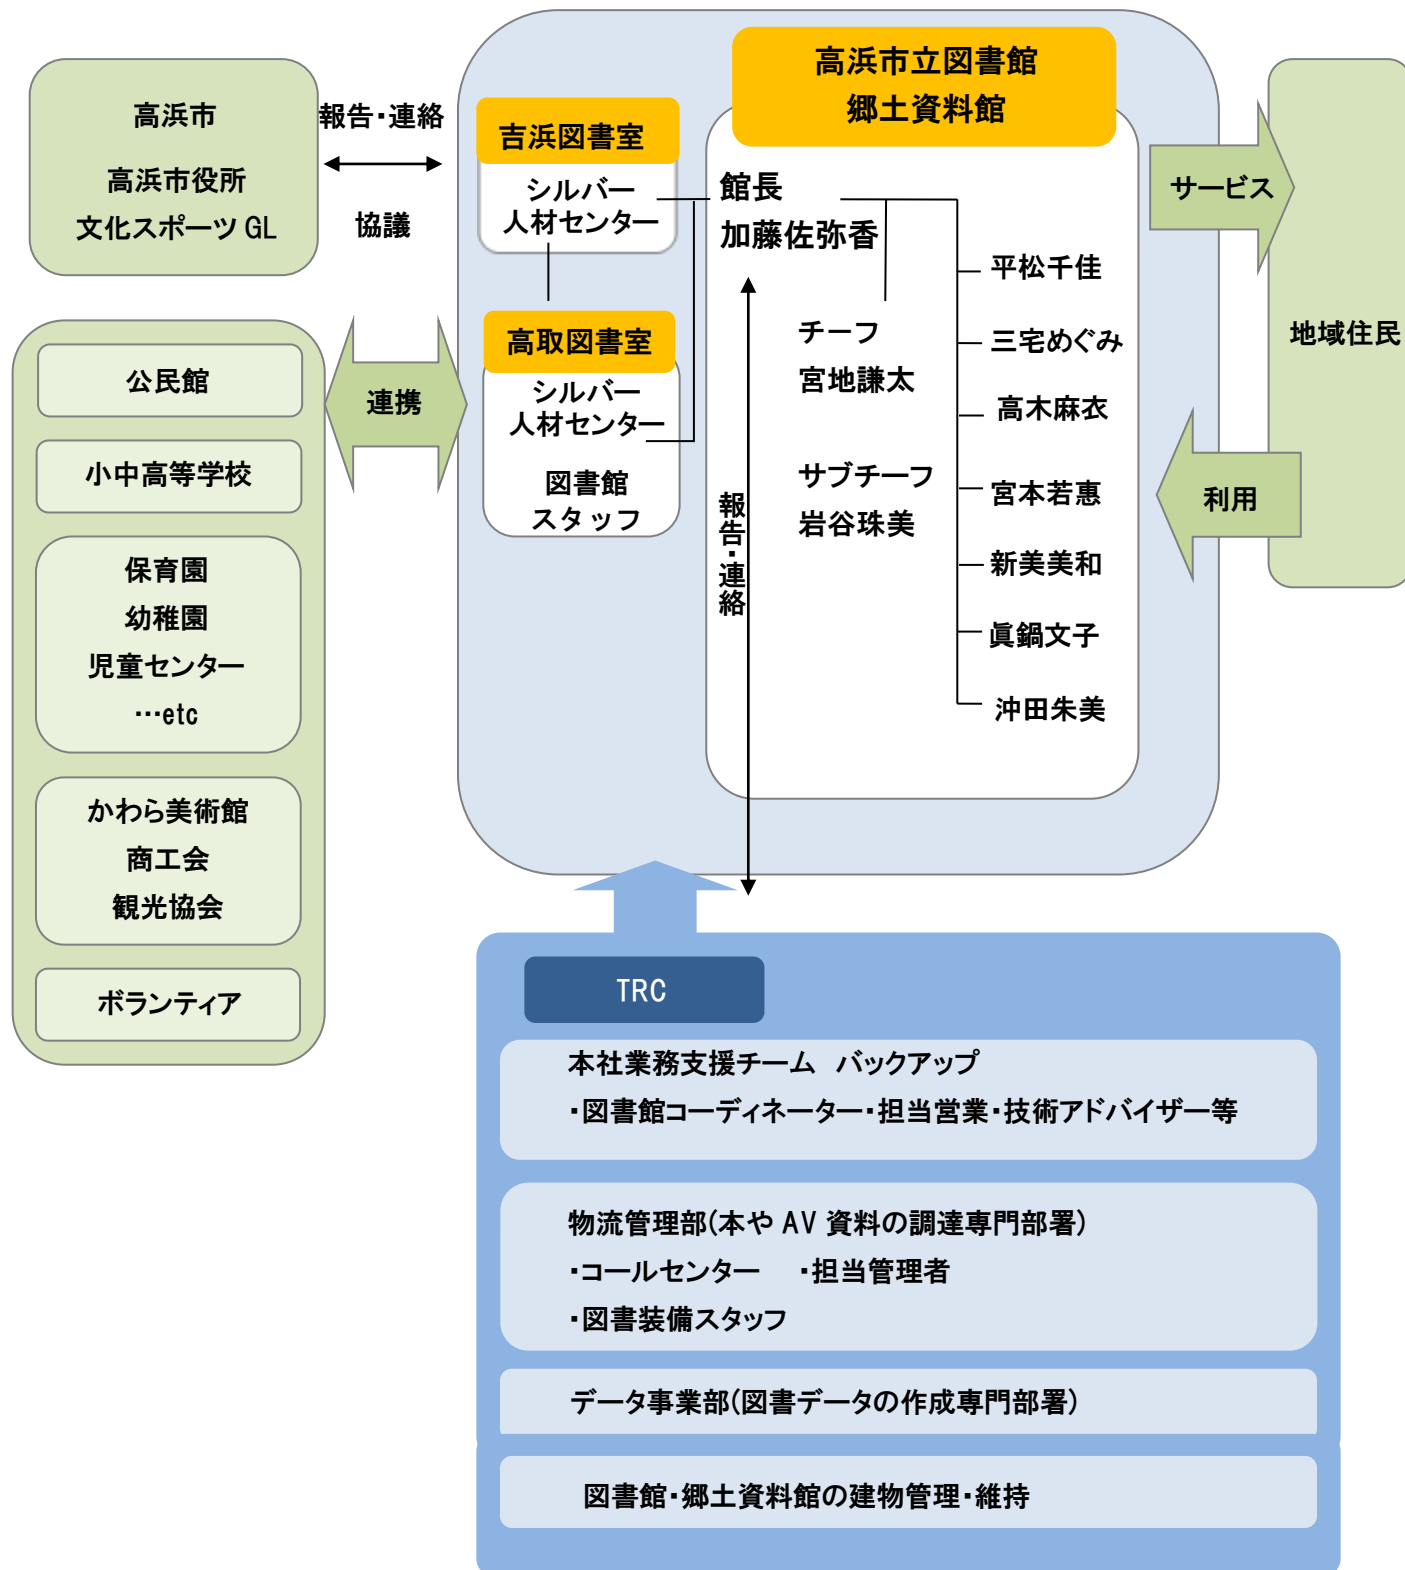 高浜市
高浜市役所
文化スポーツ GL
報告・連絡
協議
公民館
小中高等学校
保育園
幼稚園
児童センター
…etc
かわら美術館
商工会
観光協会
ボランティア
連携
吉浜図書室
シルバー
人材センター
高取図書室
シルバー
人材センター
図書館
スタッフ
高浜市立図書館
郷土資料館
館長
加藤佐弥香
チーフ
宮地謙太
サブチーフ
岩谷珠美
平松千佳
三宅めぐみ
高木麻衣
宮本若惠
新美美和
眞鍋文子
沖田朱美
報告・連絡
サービス
地域住民
利用
TRC
本社業務支援チーム　バックアップ
・図書館コーディネーター・担当営業・技術アドバイザー等
物流管理部(本や AV 資料の調達専門部署)
・コールセンター　・担当管理者
・図書装備スタッフ
データ事業部(図書データの作成専門部署)
図書館・郷土資料館の建物管理・維持